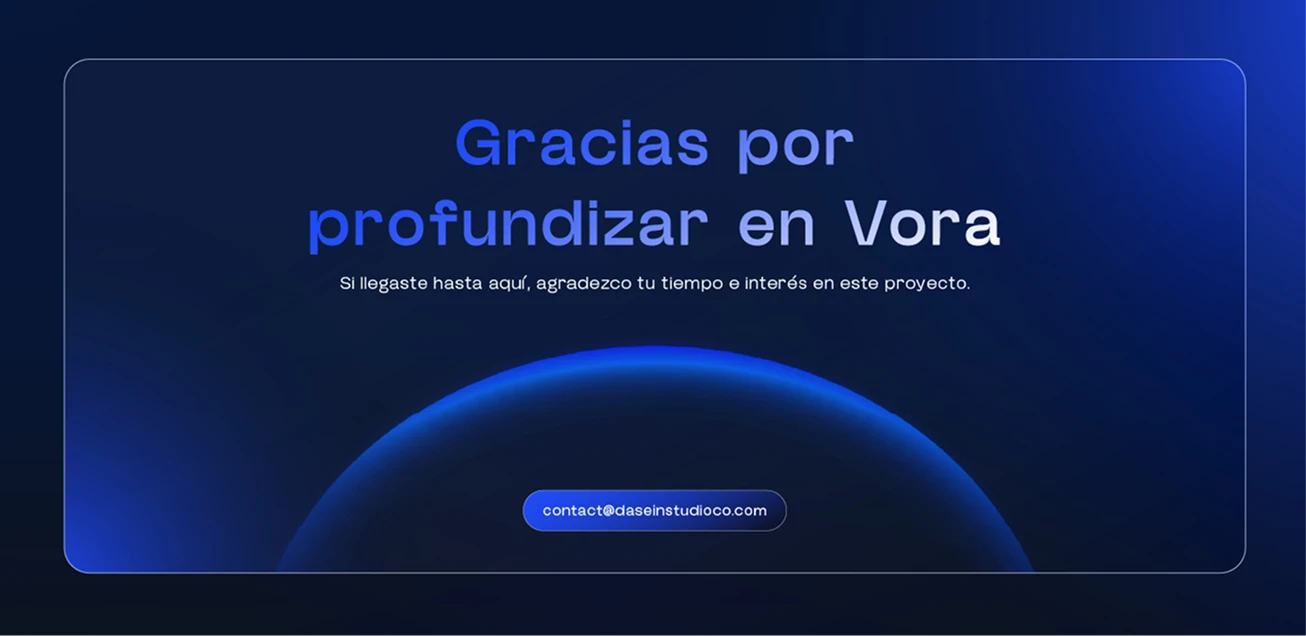 Gracias por
profundizar en Vora
Si llegaste hasta aquí, agradezco tu tiempo e interés en este proyecto.
contact@daseinstudioco.com